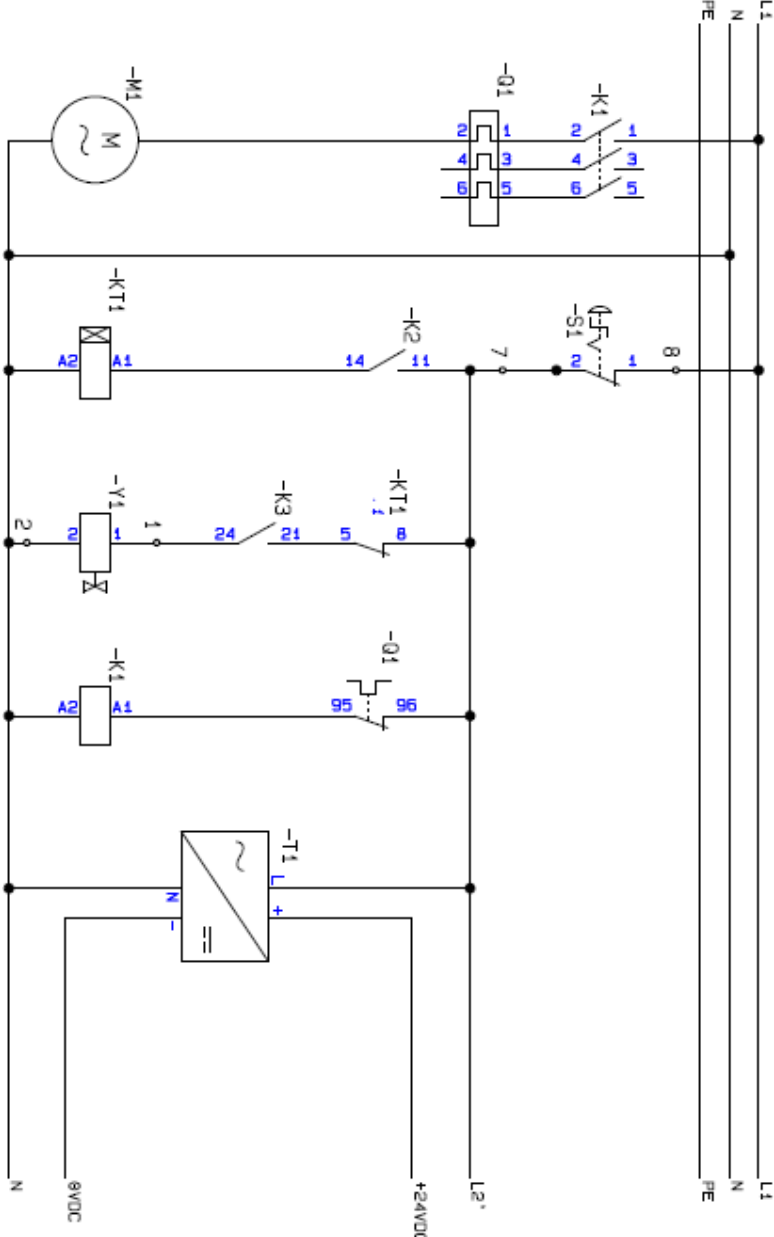 L1
N
PE
-M1
M
-Q1
-K1
2 1 2 1
4 3 4 3
6 5 6 5
-KT1
-K2
-S1
7
8
A2 A1 14 11 2 1
-Y1
-K3
-KT1
2
1
2 1 24 21 5 8
-K1
-Q1
A2 A1 95 96
-T1
N
L
-
+
N
0VDC
+24VDC
L2'
PE
N
L1